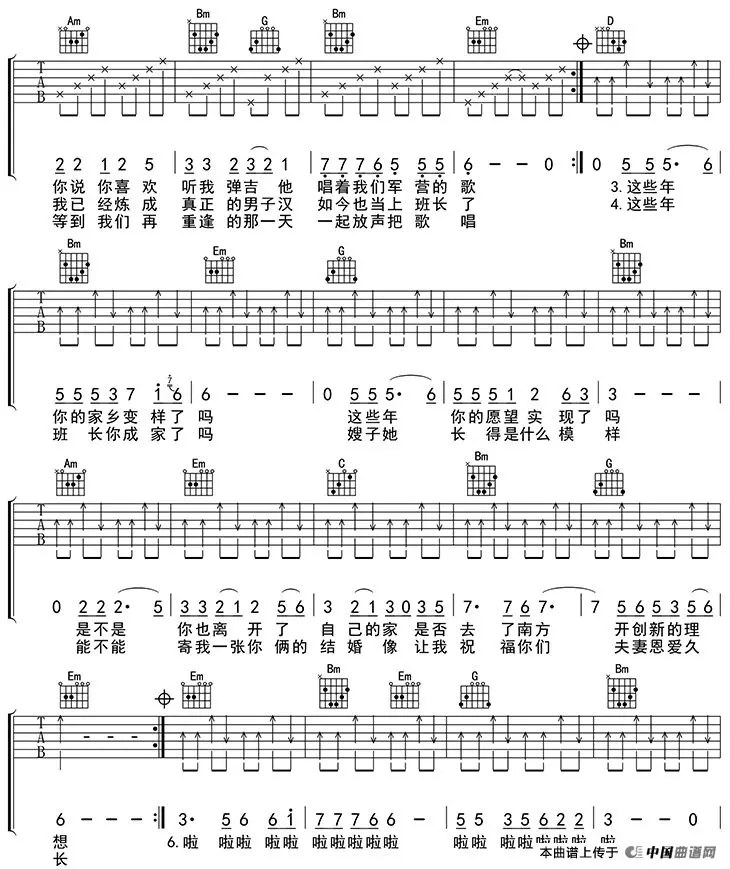 Am Bm G Bm Em D
T A B
2 2 1 2 5 3 3 2 3 2 1 7 7 7 6 5 5 5 6 - - 0 0 5 5 5· 6
你说你喜欢 听我弹吉他 唱着我们军营的歌 3.这些年
我已经炼成 真正的男子汉 如今也当上班长了 4.这些年
等到我们再 重逢的那一天 一起放声把歌唱
Bm Em G Bm
T A B
5 5 5 3 7 1 7 6 6 - - - 0 5 5 5· 6 5 5 5 1 2 6 3 3 - - -
你的家乡变样了吗 这些年 你的愿望实现了吗
班长你成家了吗 嫂子她 长得是什么模样
Am Em C Bm G
T A B
0 2 2 2· 5 3 3 2 1 2 5 6 3 2 1 3 0 3 5 7· 7 6 7· 7 5 5 6 5 3 5 6
是不是 你也离开了 自己的家是否去了南方 开创新的理
能不能 寄我一张你俩的结婚像让我祝福你们 夫妻恩爱久
Em Em Bm Em G Bm
T A B
6 - - - 3· 5 6 6 1 7 7 7 6 6 5 5 3 5 6 2 2 3 - - 0
想 6.啦 啦啦 啦啦 啦啦啦啦啦 啦啦 啦啦啦啦啦 啦
长
本曲谱上传于 中国曲谱网